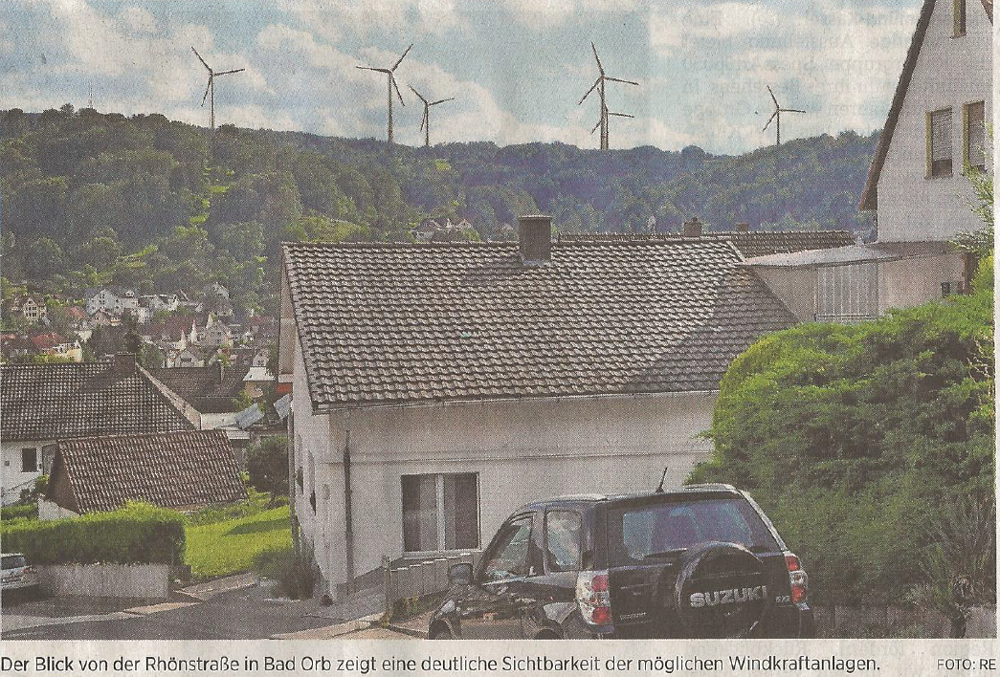 SUZUKI
Der Blick von der Rhönstraße in Bad Orb zeigt eine deutliche Sichtbarkeit der möglichen Windkraftanlagen. FOTO: RE